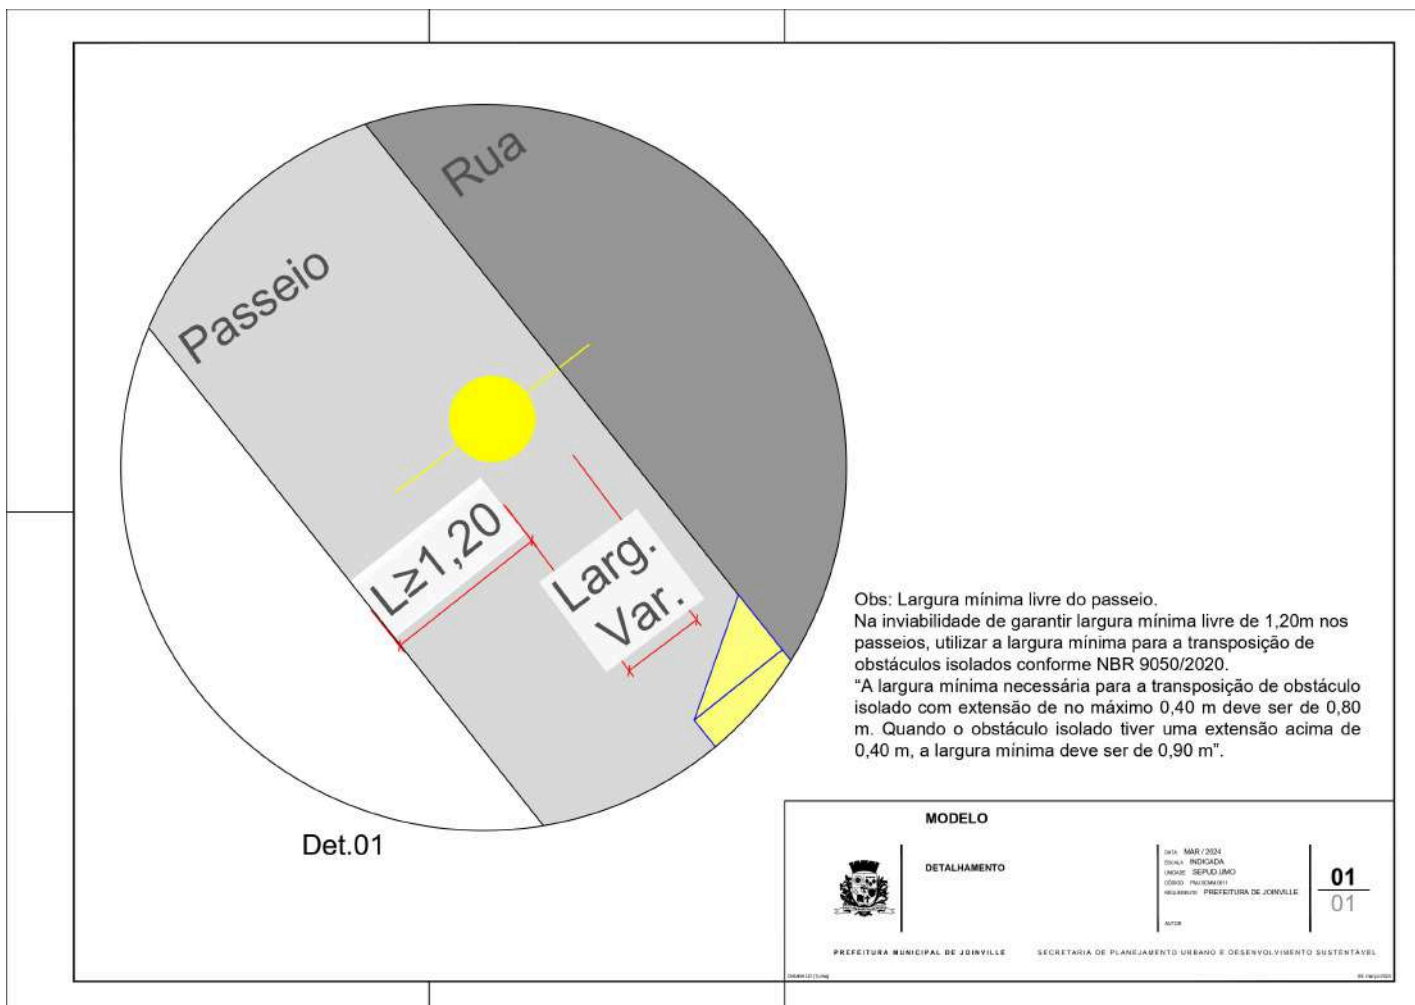 Rua
Passeio
L≥1,20
Larg.
Var.
Obs: Largura mínima livre do passeio.
Na inviabilidade de garantir largura mínima livre de 1,20m nos
passeios, utilizar a largura mínima para a transposição de
obstáculos isolados conforme NBR 9050/2020.
“A largura mínima necessária para a transposição de obstáculo
isolado com extensão de no máximo 0,40 m deve ser de 0,80
m. Quando o obstáculo isolado tiver uma extensão acima de
0,40 m, a largura mínima deve ser de 0,90 m”.
Det.01
MODELO
DETALHAMENTO
DATA MAR / 2024
ESCALA INDICADA
UNIDADE SEPUD.UMO
PREFEITURA DE JOINVILLE
AUTOR
01
01
PREFEITURA MUNICIPAL DE JOINVILLE
SECRETARIA DE PLANEJAMENTO URBANO E DESENVOLVIMENTO SUSTENTÁVEL